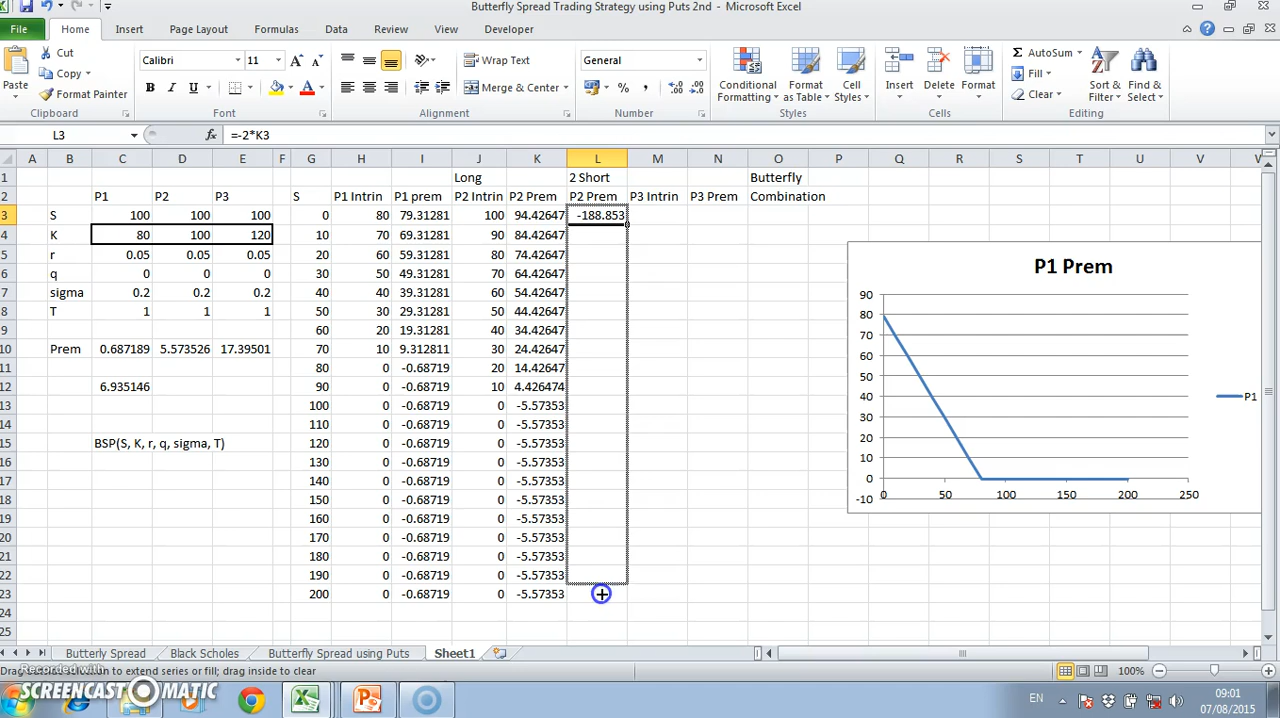 Butterfly Spread Trading Strategy using Puts 2nd - Microsoft Excel
File Home Insert Page Layout Formulas Data Review View Developer
Cut Calibri 11 Wrap Text General AutoSum
Copy Fill
Paste Format Painter B I U A Merge & Center % , Conditional Formatting Format as Table Cell Styles Insert Delete Format Clear Sort & Filter Find & Select
Clipboard Font Alignment Number Styles Cells Editing
L3 fx =-2*K3
A B C D E F G H I J K L M N O P Q R S T U V W
1 Long 2 Short Butterfly
2 P1 P2 P3 S P1 Intrin P1 prem P2 Intrin P2 Prem P2 Prem P3 Intrin P3 Prem Combination
3 S 100 100 100 0 80 79.31281 100 94.42647 -188.853
4 K 80 100 120 10 70 69.31281 90 84.42647
5 r 0.05 0.05 0.05 20 60 59.31281 80 74.42647
6 q 0 0 0 30 50 49.31281 70 64.42647
7 sigma 0.2 0.2 0.2 40 40 39.31281 60 54.42647
8 T 1 1 1 50 30 29.31281 50 44.42647
9 60 20 19.31281 40 34.42647
10 Prem 0.687189 5.573526 17.39501 70 10 9.312811 30 24.42647
11 80 0 -0.68719 20 14.42647
12 6.935146 90 0 -0.68719 10 4.426474
13 100 0 -0.68719 0 -5.57353
14 110 0 -0.68719 0 -5.57353
15 BSP(S, K, r, q, sigma, T) 120 0 -0.68719 0 -5.57353
16 130 0 -0.68719 0 -5.57353
17 140 0 -0.68719 0 -5.57353
18 150 0 -0.68719 0 -5.57353
19 160 0 -0.68719 0 -5.57353
20 170 0 -0.68719 0 -5.57353
21 180 0 -0.68719 0 -5.57353
22 190 0 -0.68719 0 -5.57353
23 200 0 -0.68719 0 -5.57353
24
25
P1 Prem
90
80
70
60
50
40
30
20
10
0
-10
0 50 100 150 200 250
P1
Butterfly Spread Black Scholes Butterfly Spread using Puts Sheet1
Drag outside selection to extend series or fill; drag inside to clear 100%
Recorded with
SCREENCAST MATIC
EN 09:01
07/08/2015